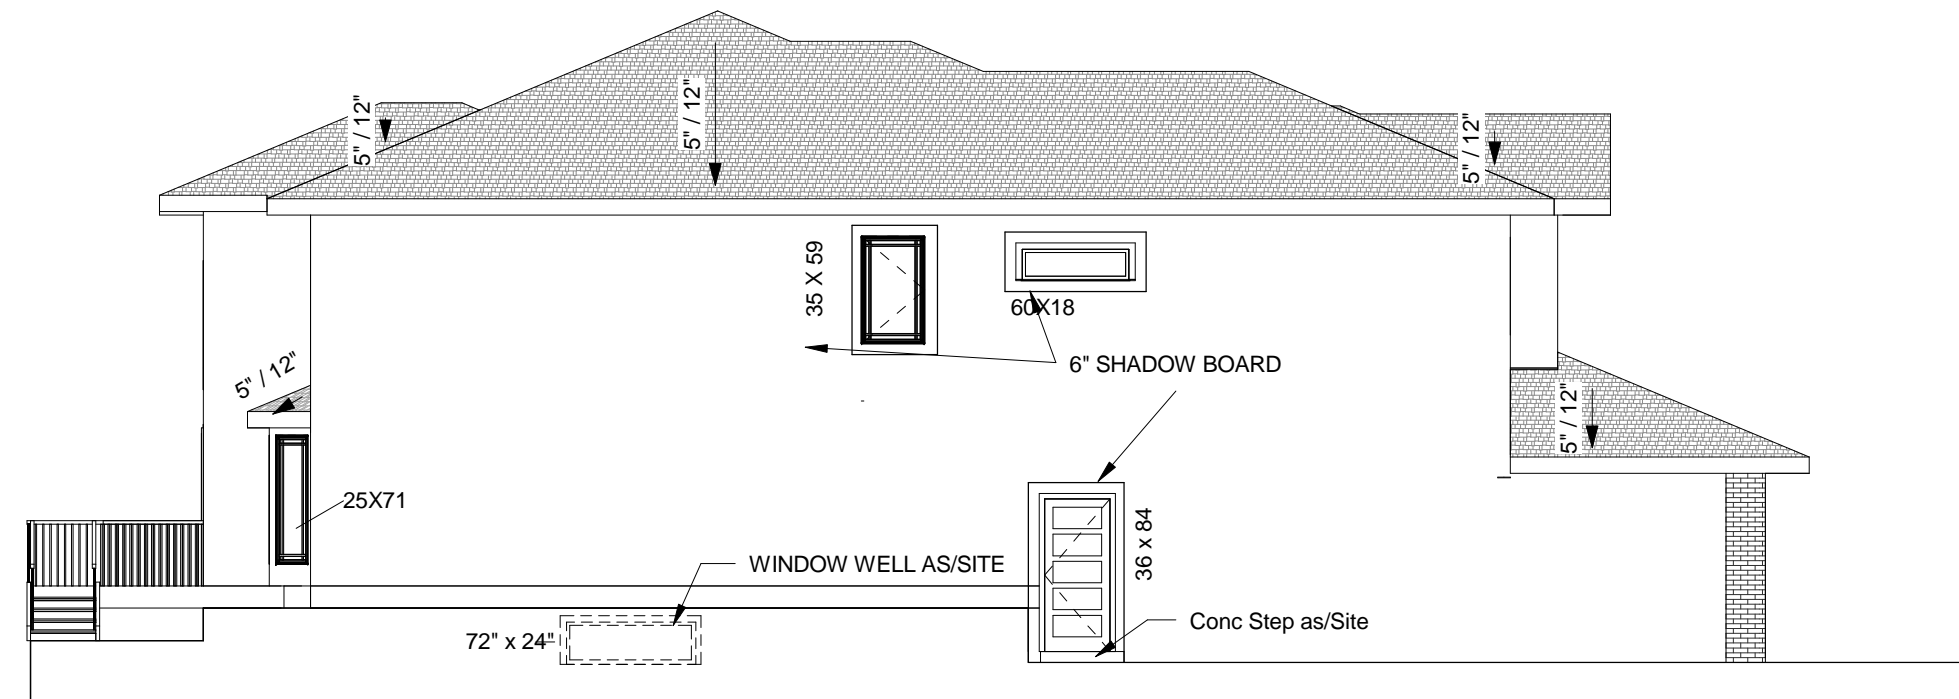 5" / 12"
5" / 12"
5" / 12"
35 X 59
60X18
6" SHADOW BOARD
5" / 12"
5" / 12"
25X71
36 x 84
WINDOW WELL AS/SITE
72" x 24"
Conc Step as/Site